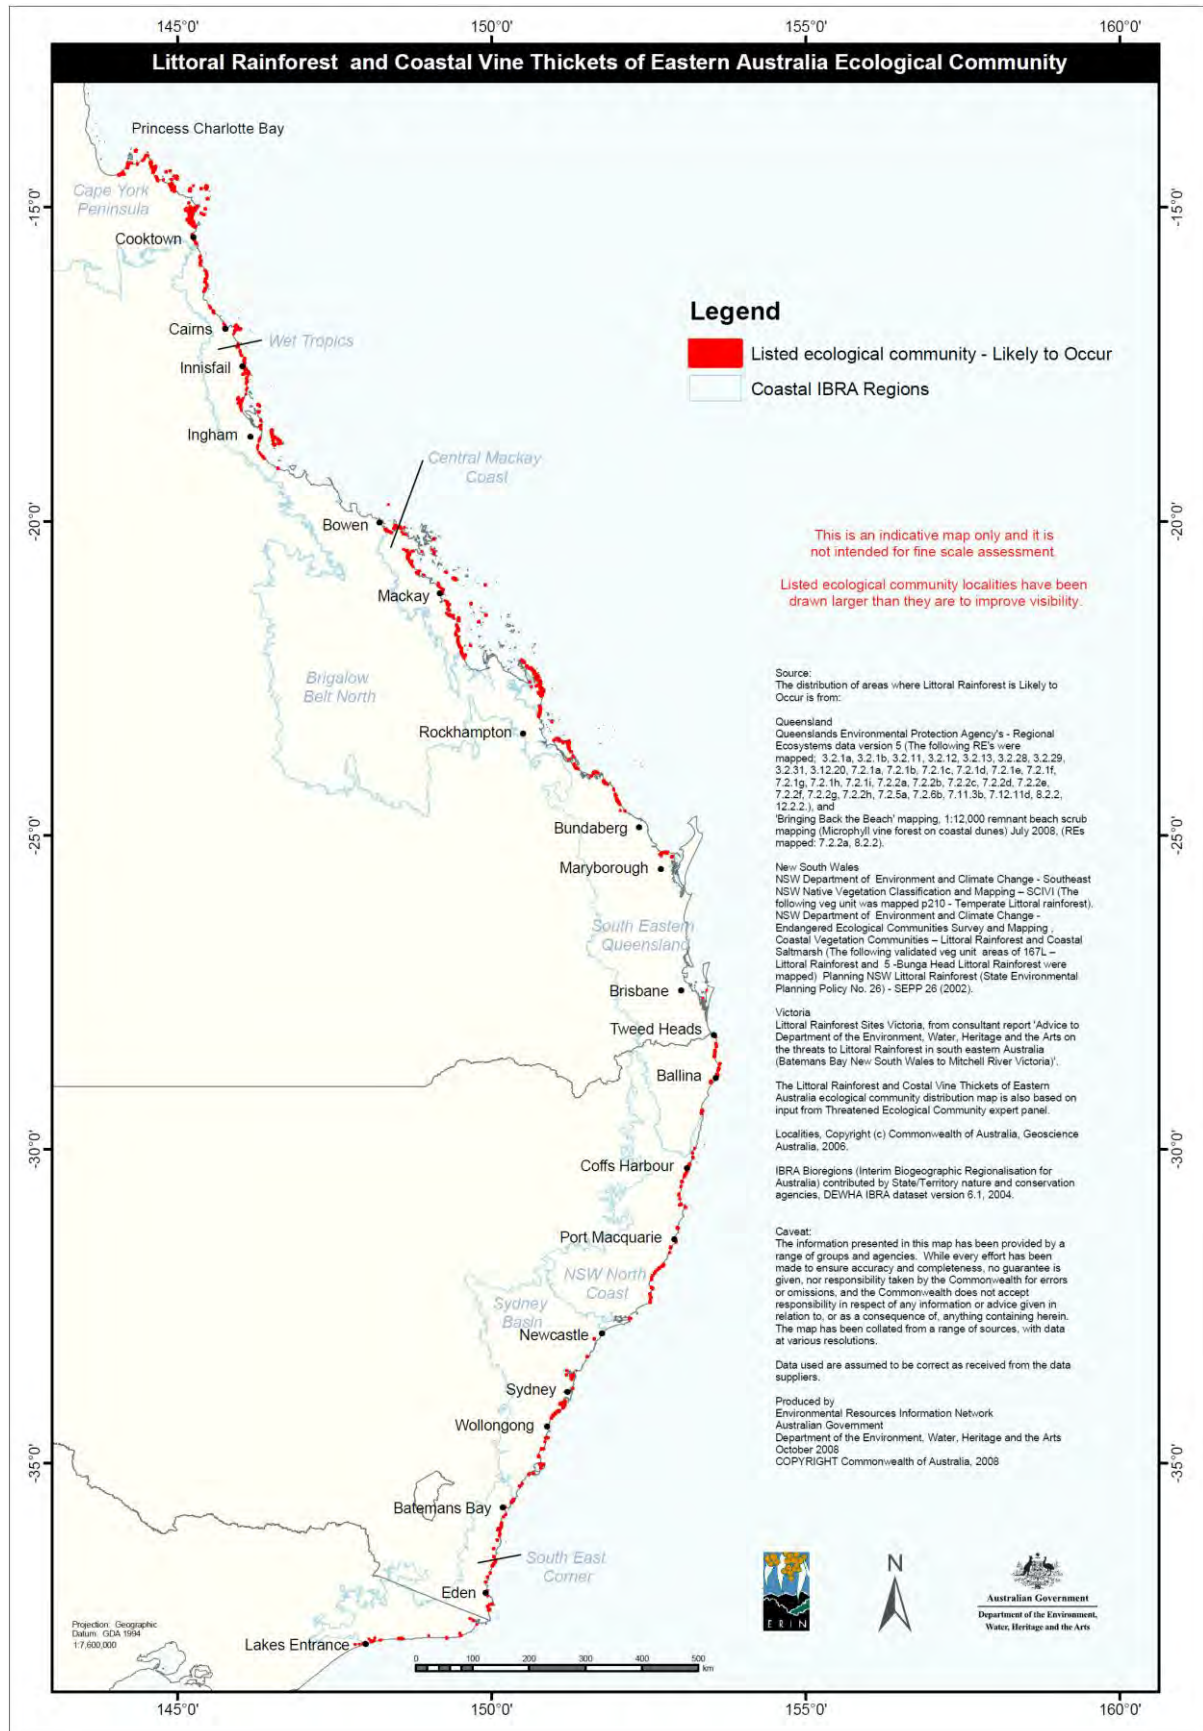 145°0'
150°0'
155°0'
160°0'
Littoral Rainforest and Coastal Vine Thickets of Eastern Australia Ecological Community
Princess Charlotte Bay
Cape York
Peninsula
-15°0'
-15°0'
Cooktown
Cairns
Wet Tropics
Innisfail
Ingham
Central Mackay
Coast
-20°0'
-20°0'
Bowen
Mackay
Brigalow
Belt North
Rockhampton
-25°0'
-25°0'
Bundaberg
Maryborough
South Eastern
Queensland
Brisbane
Tweed Heads
Ballina
-30°0'
-30°0'
Coffs Harbour
Port Macquarie
NSW North
Coast
Sydney
Basin
Newcastle
Sydney
Wollongong
-35°0'
-35°0'
Batemans Bay
South East
Corner
Eden
Lakes Entrance
Legend
Listed ecological community - Likely to Occur
Coastal IBRA Regions
This is an indicative map only and it is
not intended for fine scale assessment
Listed ecological community localities have been
drawn larger than they are to improve visibility.
Source:
The distribution of areas where Littoral Rainforest is Likely to
Occur is from:
Queensland
Queenslands Environmental Protection Agency's - Regional
Ecosystems data version 5 (The following RE's were
mapped; 3.2.1a, 3.2.1b, 3.2.11, 3.2.12, 3.2.13, 3.2.28, 3.2.29,
3.2.31, 3.12.20, 7.2.1a, 7.2.1b, 7.2.1c, 7.2.1d, 7.2.1e, 7.2.1f,
7.2.1g, 7.2.1h, 7.2.1i, 7.2.2a, 7.2.2b, 7.2.2c, 7.2.2d, 7.2.2e,
7.2.2f, 7.2.2g, 7.2.2h, 7.2.5a, 7.2.6b, 7.11.3b, 7.12.11d, 8.2.2,
12.2.2.), and
'Bringing Back the Beach' mapping, 1:12,000 remnant beach scrub
mapping (Microphyll vine forest on coastal dunes) July 2008, (REs
mapped: 7.2.2a, 8.2.2).
New South Wales
NSW Department of Environment and Climate Change - Southeast
NSW Native Vegetation Classification and Mapping – SCIVI (The
following veg unit was mapped p210 - Temperate Littoral rainforest).
NSW Department of Environment and Climate Change -
Endangered Ecological Communities Survey and Mapping ,
Coastal Vegetation Communities – Littoral Rainforest and Coastal
Saltmarsh (The following validated veg unit areas of 167L –
Littoral Rainforest and 5 -Bunga Head Littoral Rainforest were
mapped) Planning NSW Littoral Rainforest (State Environmental
Planning Policy No. 26) - SEPP 26 (2002).
Victoria
Littoral Rainforest Sites Victoria, from consultant report 'Advice to
Department of the Environment, Water, Heritage and the Arts on
the threats to Littoral Rainforest in south eastern Australia
(Batemans Bay New South Wales to Mitchell River Victoria)'.
The Littoral Rainforest and Costal Vine Thickets of Eastern
Australia ecological community distribution map is also based on
input from Threatened Ecological Community expert panel.
Localities, Copyright (c) Commonwealth of Australia, Geoscience
Australia, 2006.
IBRA Bioregions (Interim Biogeographic Regionalisation for
Australia) contributed by State/Territory nature and conservation
agencies, DEWHA IBRA dataset version 6.1, 2004.
Caveat:
The information presented in this map has been provided by a
range of groups and agencies. While every effort has been
made to ensure accuracy and completeness, no guarantee is
given, nor responsibility taken by the Commonwealth for errors
or omissions, and the Commonwealth does not accept
responsibility in respect of any information or advice given in
relation to, or as a consequence of, anything containing herein.
The map has been collated from a range of sources, with data
at various resolutions.
Data used are assumed to be correct as received from the data
suppliers.
Produced by
Environmental Resources Information Network
Australian Government
Department of the Environment, Water, Heritage and the Arts
October 2008
COPYRIGHT Commonwealth of Australia, 2008
ERIN
N
Australian Government
Department of the Environment,
Water, Heritage and the Arts
Projection: Geographic
Datum: GDA 1994
1:7,600,000
0 100 200 300 400 500
km
145°0'
150°0'
155°0'
160°0'